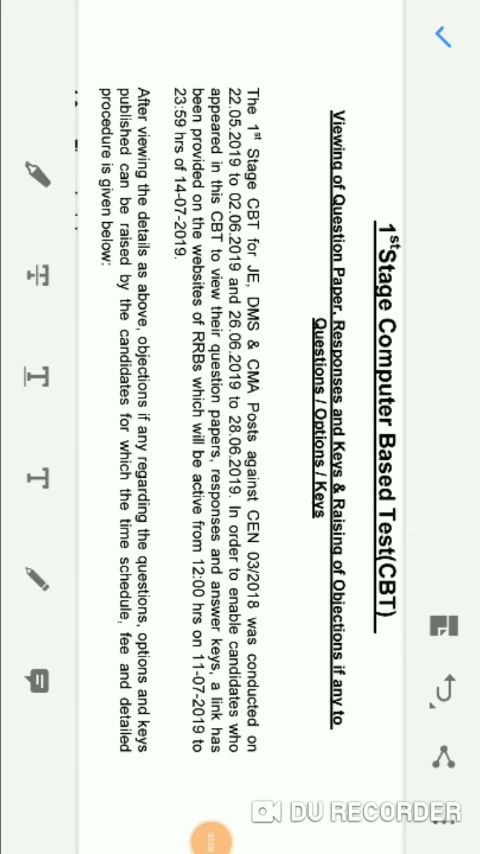 1stStage Computer Based Test(CBT)
Viewing of Question Paper, Responses and Keys & Raising of Objections if any to
Questions / Options / Keys
The 1st Stage CBT for JE, DMS & CMA Posts against CEN 03/2018 was conducted on
22.05.2019 to 02.06.2019 and 26.06.2019 to 28.06.2019. In order to enable candidates who
appeared in this CBT to view their question papers, responses and answer keys, a link has
been provided on the websites of RRBs which will be active from 12:00 hrs on 11-07-2019 to
23:59 hrs of 14-07-2019.
After viewing the details as above, objections if any regarding the questions, options and keys
published can be raised by the candidates for which the time schedule, fee and detailed
procedure is given below:
DU RECORDER